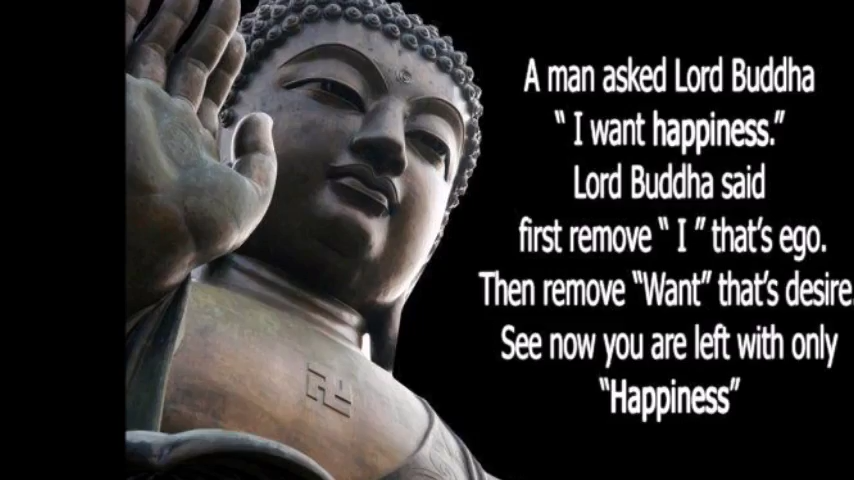 A man asked Lord Buddha
" I want happiness."
Lord Buddha said
first remove " I " that's ego.
Then remove "Want" that's desire.
See now you are left with only
"Happiness"